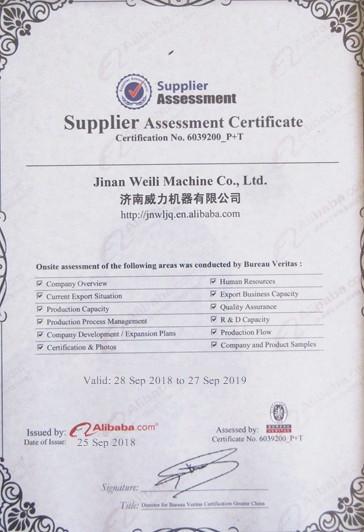 Supplier
Assessment
Supplier Assessment Certificate
Certification No. 6039200_P+T
Jinan Weili Machine Co., Ltd.
济南威力机器有限公司
http://jnwljq.en.alibaba.com
Onsite assessment of the following areas was conducted by Bureau Veritas :
Company Overview
Human Resources
Current Export Situation
Export Business Capacity
Production Capacity
Quality Assurance
Production Process Management
R & D Capacity
Company Development / Expansion Plans
Production Flow
Certification & Photos
Company and Product Samples
Valid: 28 Sep 2018 to 27 Sep 2019
Issued by: Alibaba.com
Date of Issue: 25 Sep 2018
Assessed by:
BUREAU
VERITAS
Certificate No. 6039200_P+T
Signature:
Title: Director for Bureau Veritas Certification Greater China